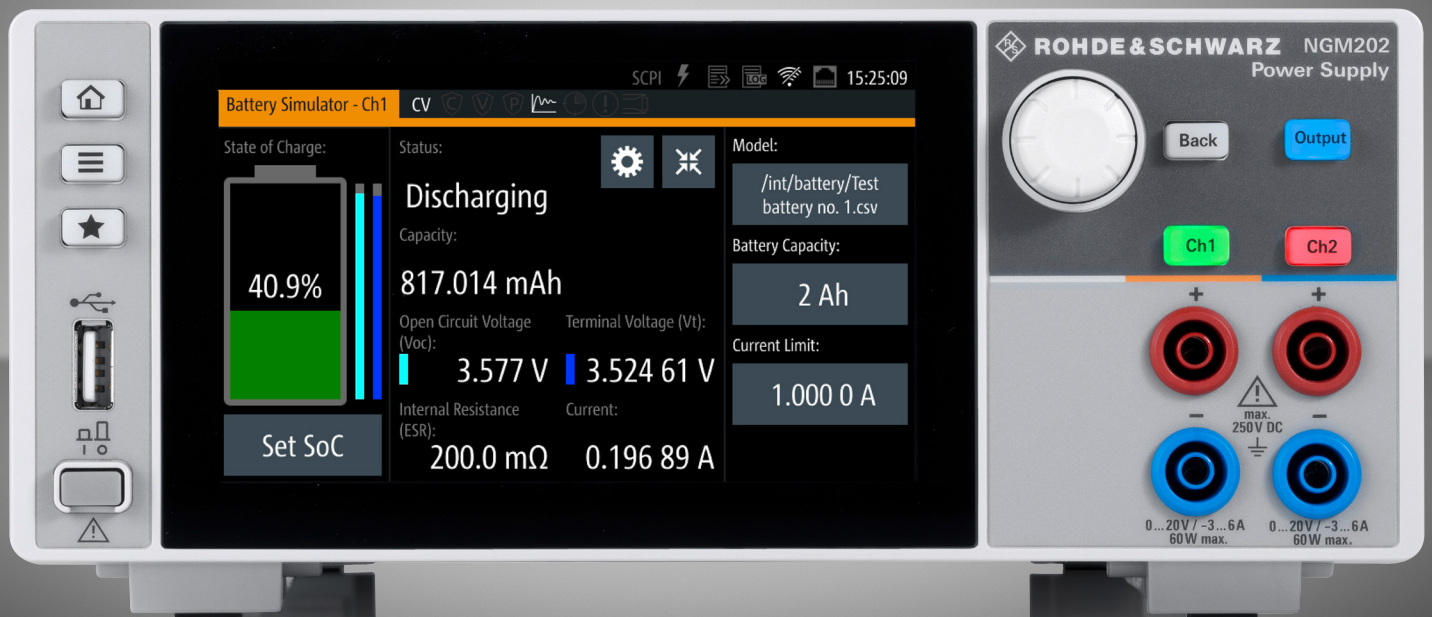 ROHDE & SCHWARZ NGM202
Power Supply
SCPI LOG 15:25:09
Battery Simulator - Ch1 CV C V P
State of Charge:
40.9%
Set SoC
Status:
Discharging
Capacity:
817.014 mAh
Open Circuit Voltage
(Voc):
3.577 V
Terminal Voltage (Vt):
3.524 61 V
Internal Resistance
(ESR):
200.0 mΩ
Current:
0.196 89 A
Model:
/int/battery/Test
battery no. 1.csv
Battery Capacity:
2 Ah
Current Limit:
1.000 0 A
Back
Output
Ch1
Ch2
+ +
max.
250V DC
− −
0...20V / −3...6A
60W max.
0...20V / −3...6A
60W max.